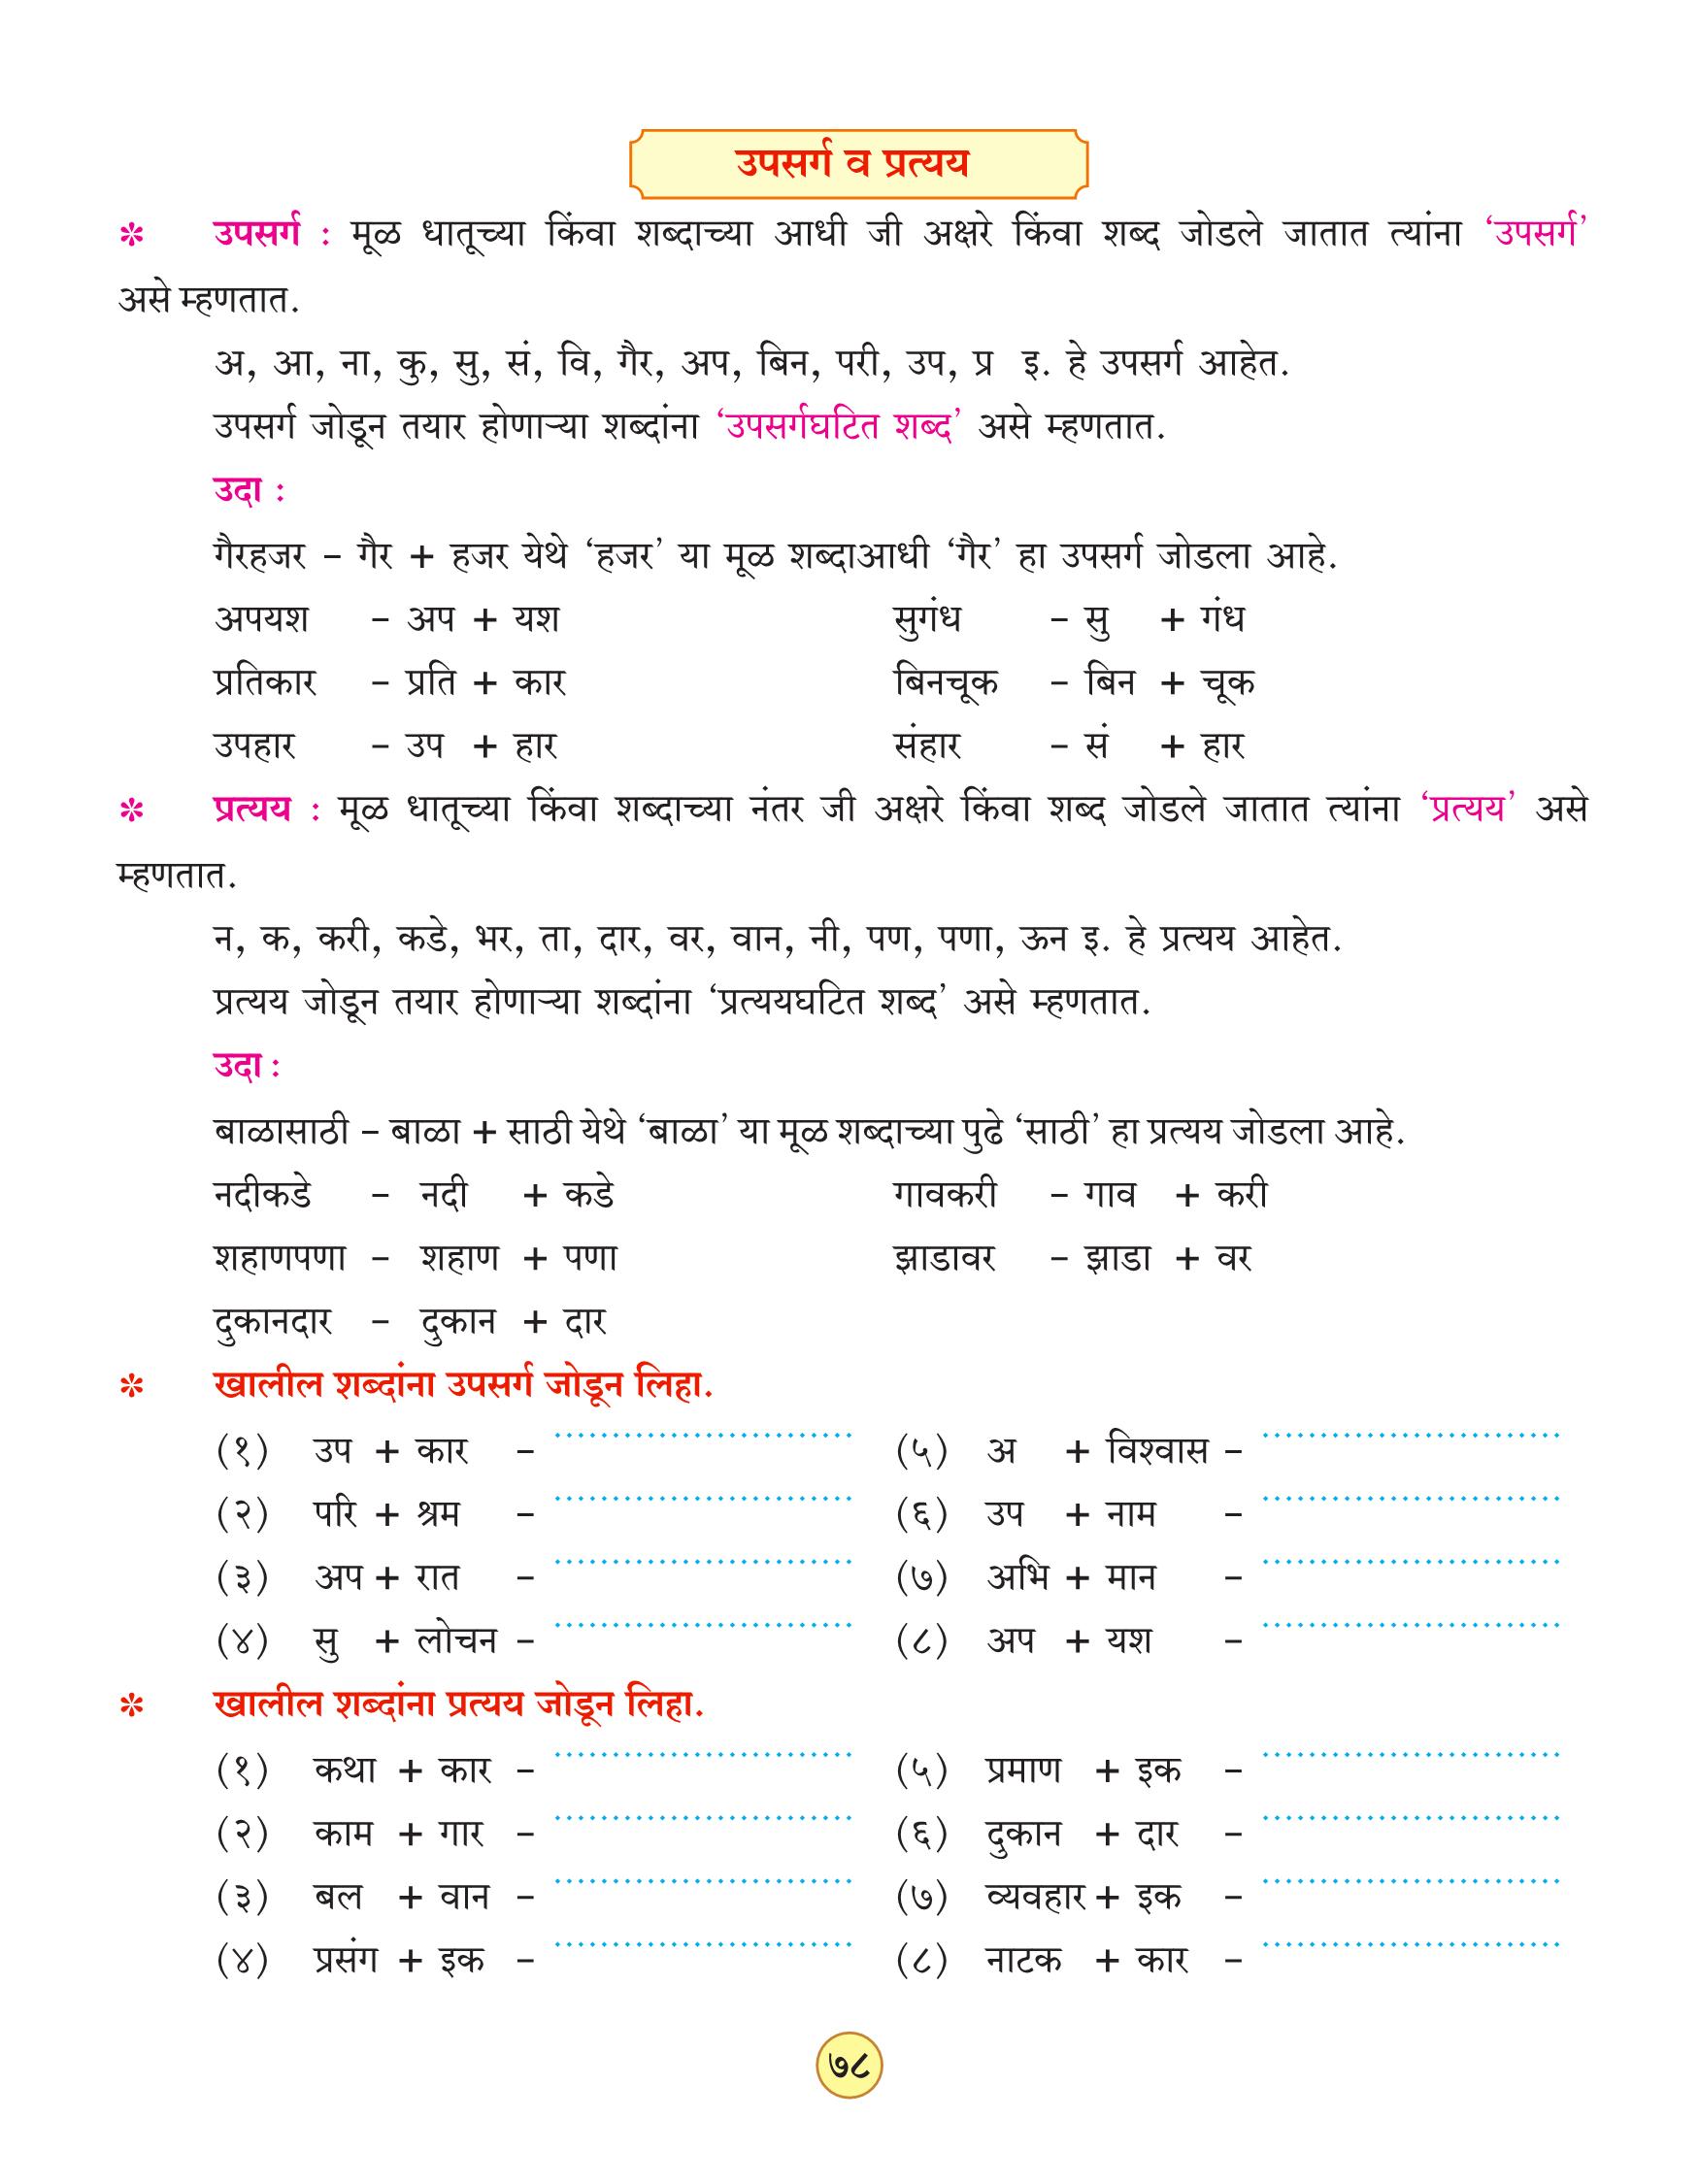 उपसर्ग व प्रत्यय
✽ उपसर्ग : मूळ धातूच्या किंवा शब्दाच्या आधी जी अक्षरे किंवा शब्द जोडले जातात त्यांना ‘उपसर्ग’
असे म्हणतात.
अ, आ, ना, कु, सु, सं, वि, गैर, अप, बिन, परी, उप, प्र इ. हे उपसर्ग आहेत.
उपसर्ग जोडून तयार होणाऱ्या शब्दांना ‘उपसर्गघटित शब्द’ असे म्हणतात.
उदा :
गैरहजर – गैर + हजर येथे ‘हजर’ या मूळ शब्दाआधी ‘गैर’ हा उपसर्ग जोडला आहे.
अपयश – अप + यश सुगंध – सु + गंध
प्रतिकार – प्रति + कार बिनचूक – बिन + चूक
उपहार – उप + हार संहार – सं + हार
✽ प्रत्यय : मूळ धातूच्या किंवा शब्दाच्या नंतर जी अक्षरे किंवा शब्द जोडले जातात त्यांना ‘प्रत्यय’ असे
म्हणतात.
न, क, करी, कडे, भर, ता, दार, वर, वान, नी, पण, पणा, ऊन इ. हे प्रत्यय आहेत.
प्रत्यय जोडून तयार होणाऱ्या शब्दांना ‘प्रत्ययघटित शब्द’ असे म्हणतात.
उदा :
बाळासाठी – बाळा + साठी येथे ‘बाळा’ या मूळ शब्दाच्या पुढे ‘साठी’ हा प्रत्यय जोडला आहे.
नदीकडे – नदी + कडे गावकरी – गाव + करी
शहाणपणा – शहाण + पणा झाडावर – झाडा + वर
दुकानदार – दुकान + दार
✽ खालील शब्दांना उपसर्ग जोडून लिहा.
(१) उप + कार – .......................... (५) अ + विश्वास – ..........................
(२) परि + श्रम – .......................... (६) उप + नाम – ..........................
(३) अप + रात – .......................... (७) अभि + मान – ..........................
(४) सु + लोचन – .......................... (८) अप + यश – ..........................
✽ खालील शब्दांना प्रत्यय जोडून लिहा.
(१) कथा + कार – .......................... (५) प्रमाण + इक – ..........................
(२) काम + गार – .......................... (६) दुकान + दार – ..........................
(३) बल + वान – .......................... (७) व्यवहार + इक – ..........................
(४) प्रसंग + इक – .......................... (८) नाटक + कार – ..........................
७८